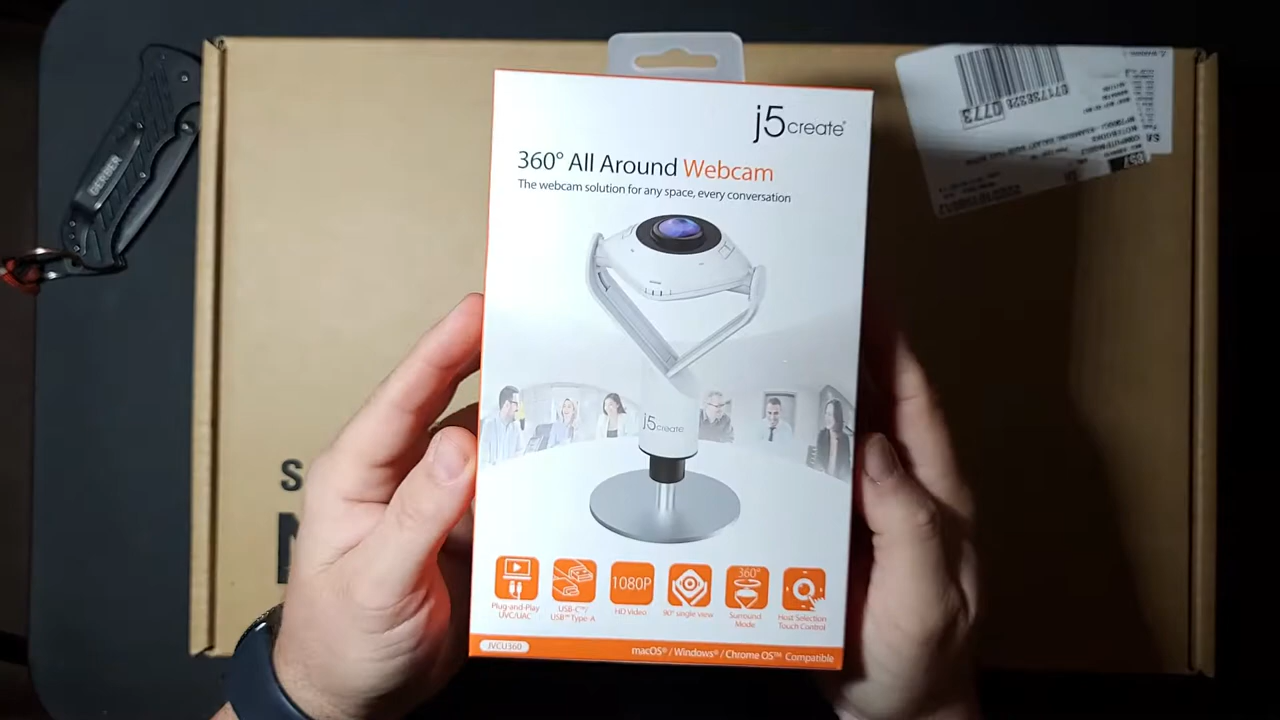 j5create®
360° All Around Webcam
The webcam solution for any space, every conversation
j5create
1080P
360°
Plug-and-Play
UVC/UAC
USB-C™/
USB™ Type-A
HD Video
90° single view
Surround
Mode
Host Selection
Touch Control
JVCU360
macOS® / Windows® / Chrome OS™ Compatible
GERBER
0773